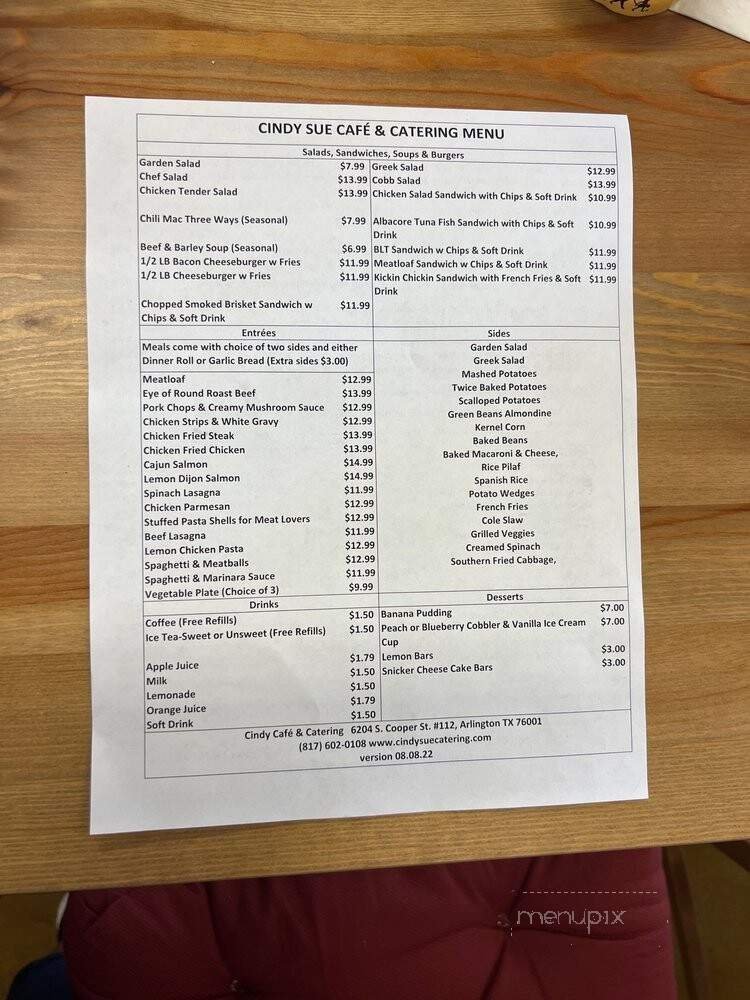 CINDY SUE CAFÉ & CATERING MENU
Salads, Sandwiches, Soups & Burgers
Garden Salad $7.99
Chef Salad $13.99
Chicken Tender Salad $13.99
Chili Mac Three Ways (Seasonal) $7.99
Beef & Barley Soup (Seasonal) $6.99
1/2 LB Bacon Cheeseburger w Fries $11.99
1/2 LB Cheeseburger w Fries $11.99
Chopped Smoked Brisket Sandwich w $11.99
Chips & Soft Drink
Greek Salad $12.99
Cobb Salad $13.99
Chicken Salad Sandwich with Chips & Soft Drink $10.99
Albacore Tuna Fish Sandwich with Chips & Soft $10.99
Drink
BLT Sandwich w Chips & Soft Drink $11.99
Meatloaf Sandwich w Chips & Soft Drink $11.99
Kickin Chickin Sandwich with French Fries & Soft $11.99
Drink
Entrées
Meals come with choice of two sides and either
Dinner Roll or Garlic Bread (Extra sides $3.00)
Meatloaf $12.99
Eye of Round Roast Beef $13.99
Pork Chops & Creamy Mushroom Sauce $12.99
Chicken Strips & White Gravy $12.99
Chicken Fried Steak $13.99
Chicken Fried Chicken $13.99
Cajun Salmon $14.99
Lemon Dijon Salmon $14.99
Spinach Lasagna $11.99
Chicken Parmesan $12.99
Stuffed Pasta Shells for Meat Lovers $12.99
Beef Lasagna $11.99
Lemon Chicken Pasta $12.99
Spaghetti & Meatballs $12.99
Spaghetti & Marinara Sauce $11.99
Vegetable Plate (Choice of 3) $9.99
Sides
Garden Salad
Greek Salad
Mashed Potatoes
Twice Baked Potatoes
Scalloped Potatoes
Green Beans Almondine
Kernel Corn
Baked Beans
Baked Macaroni & Cheese,
Rice Pilaf
Spanish Rice
Potato Wedges
French Fries
Cole Slaw
Grilled Veggies
Creamed Spinach
Southern Fried Cabbage,
Drinks
Coffee (Free Refills) $1.50
Ice Tea-Sweet or Unsweet (Free Refills) $1.50
Apple Juice $1.79
Milk $1.50
Lemonade $1.50
Orange Juice $1.79
Soft Drink $1.50
Desserts
Banana Pudding $7.00
Peach or Blueberry Cobbler & Vanilla Ice Cream $7.00
Cup
Lemon Bars $3.00
Snicker Cheese Cake Bars $3.00
Cindy Café & Catering 6204 S. Cooper St. #112, Arlington TX 76001
(817) 602-0108 www.cindysuecatering.com
version 08.08.22
menupix